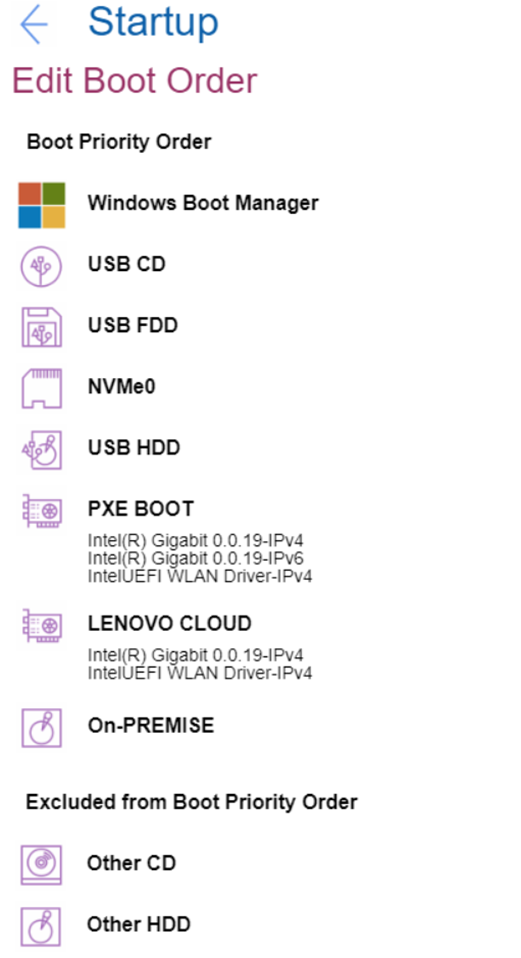 Startup
Edit Boot Order
Boot Priority Order
Windows Boot Manager
USB CD
USB FDD
NVMe0
USB HDD
PXE BOOT
Intel(R) Gigabit 0.0.19-IPv4
Intel(R) Gigabit 0.0.19-IPv6
IntelUEFI WLAN Driver-IPv4
LENOVO CLOUD
Intel(R) Gigabit 0.0.19-IPv4
IntelUEFI WLAN Driver-IPv4
On-PREMISE
Excluded from Boot Priority Order
Other CD
Other HDD